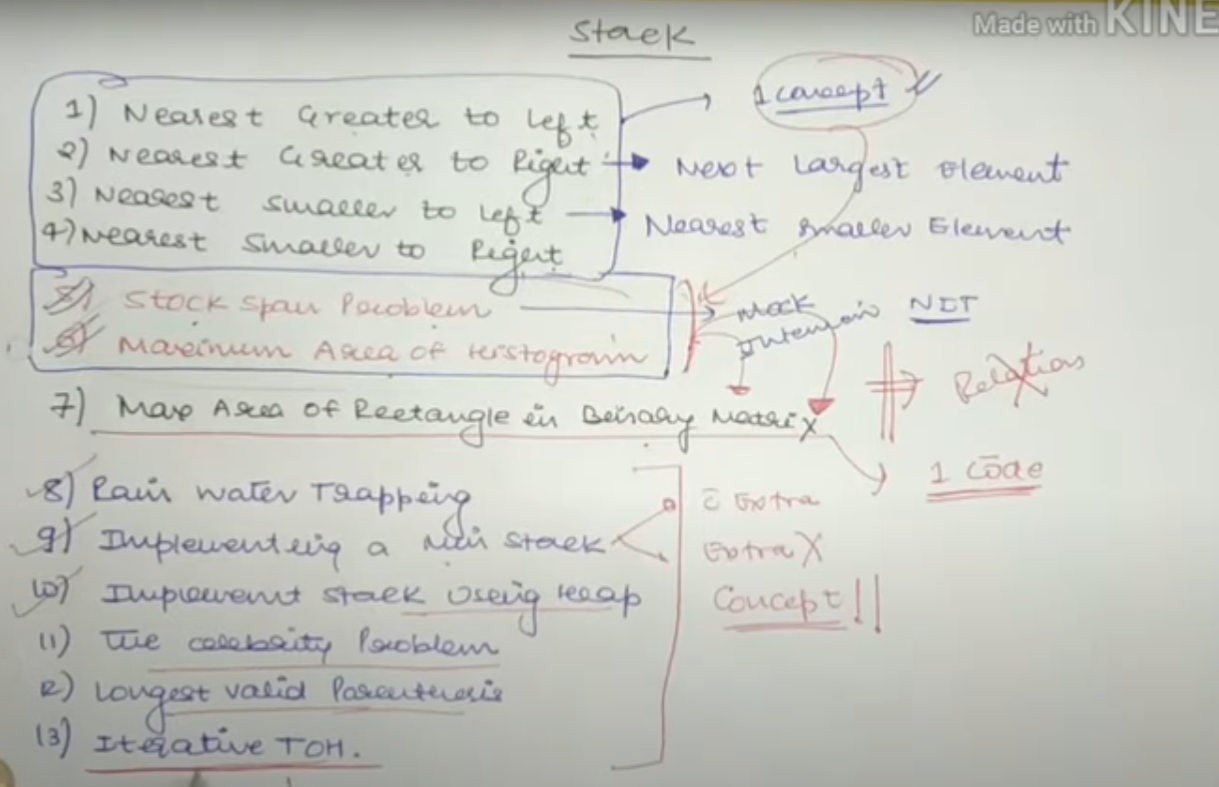 Made with KINE
Stack
1) Nearest Greater to Left
1 concept
2) Nearest Greater to Right → Next Largest Element
3) Nearest Smaller to Left → Nearest Smaller Element
4) Nearest Smaller to Right
5) Stock Span Problem → Mock Interview NIT
6) Maximum Area of Histogram
Relation
7) Max Area of Rectangle in Binary Matrix
1 Code
8) Rain Water Trapping
9) Implementing a Min Stack
Extra
Extra X
10) Implement Stack Using Heap
Concept !!
11) The celebrity Problem
12) Longest valid Parenthesis
13) Iterative TOH.